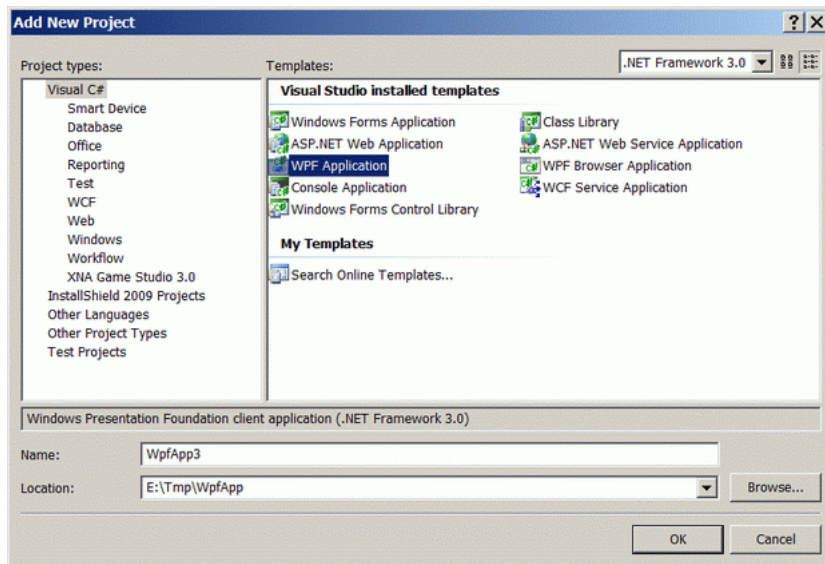 Add New Project
Project types:
Templates:
.NET Framework 3.0
Visual C#
Smart Device
Database
Office
Reporting
Test
WCF
Web
Windows
Workflow
XNA Game Studio 3.0
InstallShield 2009 Projects
Other Languages
Other Project Types
Test Projects
Visual Studio installed templates
Windows Forms Application
Class Library
ASP.NET Web Application
ASP.NET Web Service Application
WPF Application
WPF Browser Application
Console Application
WCF Service Application
Windows Forms Control Library
My Templates
Search Online Templates...
Windows Presentation Foundation client application (.NET Framework 3.0)
Name:
WpfApp3
Location:
E:\Tmp\WpfApp
Browse...
OK
Cancel